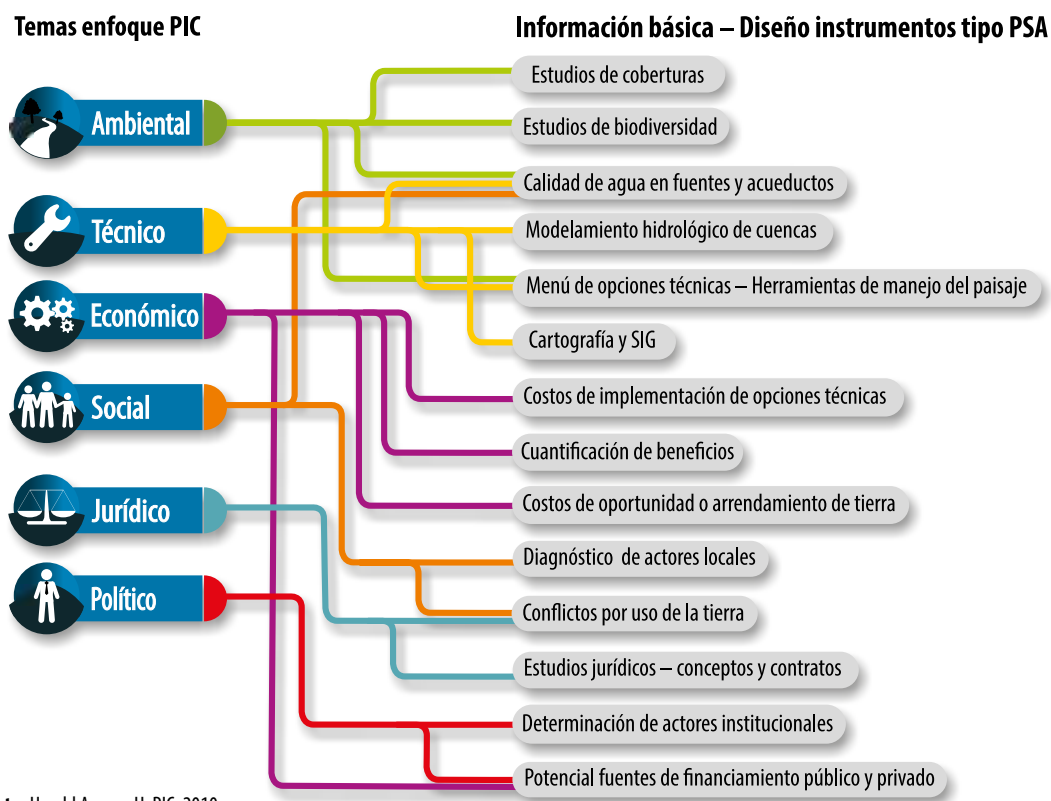 Temas enfoque PIC
Información básica – Diseño instrumentos tipo PSA
Ambiental
Técnico
Económico
Social
Jurídico
Político
Estudios de coberturas
Estudios de biodiversidad
Calidad de agua en fuentes y acueductos
Modelamiento hidrológico de cuencas
Menú de opciones técnicas – Herramientas de manejo del paisaje
Cartografía y SIG
Costos de implementación de opciones técnicas
Cuantificación de beneficios
Costos de oportunidad o arrendamiento de tierra
Diagnóstico de actores locales
Conflictos por uso de la tierra
Estudios jurídicos – conceptos y contratos
Determinación de actores institucionales
Potencial fuentes de financiamiento público y privado